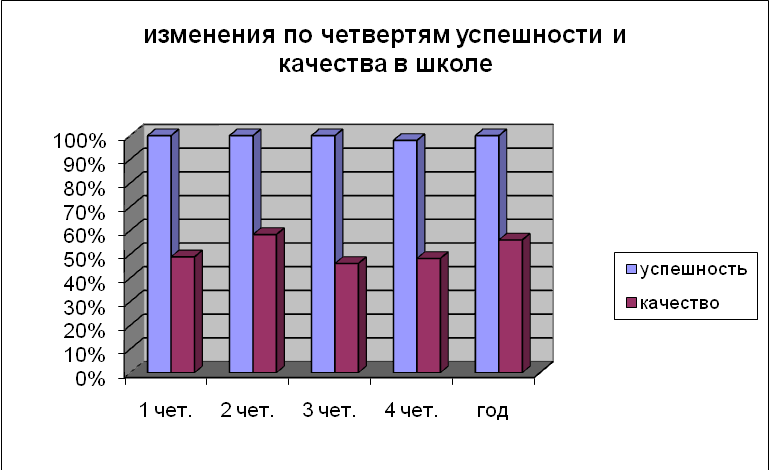 изменения по четвертям успешности и
качества в школе
100%
90%
80%
70%
60%
50%
40%
30%
20%
10%
0%
1 чет. 2 чет. 3 чет. 4 чет. год
успешность
качество